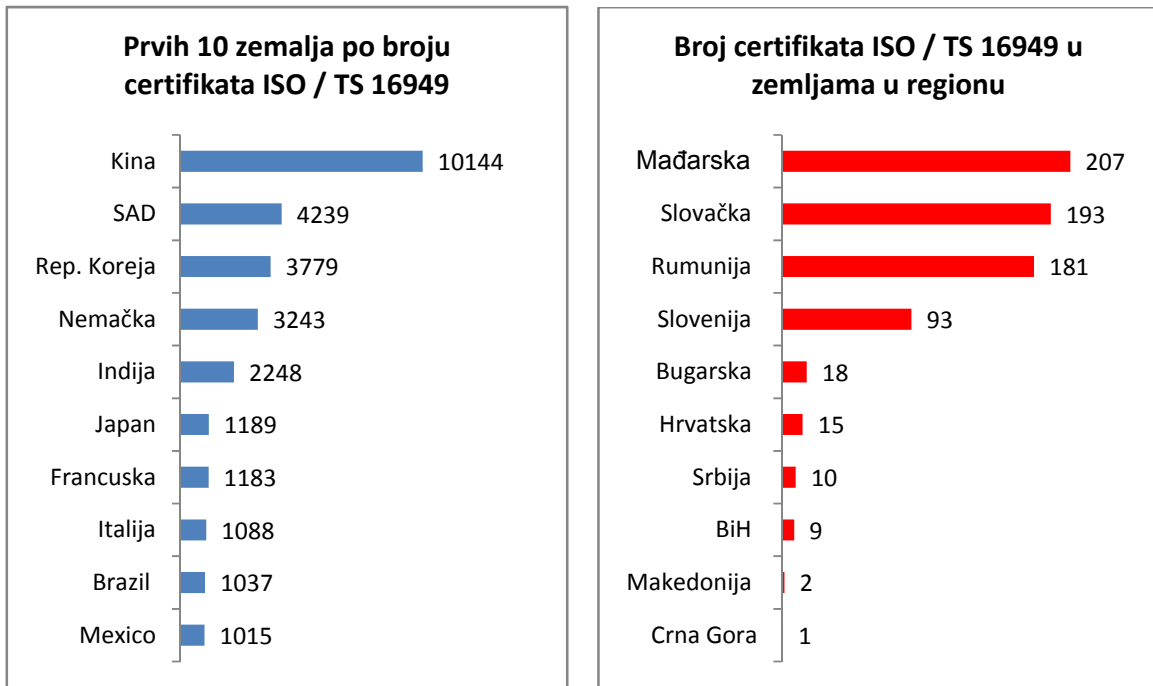 Prvih 10 zemalja po broju
certifikata ISO / TS 16949
Kina 10144
SAD 4239
Rep. Koreja 3779
Nemačka 3243
Indija 2248
Japan 1189
Francuska 1183
Italija 1088
Brazil 1037
Mexico 1015
Broj certifikata ISO / TS 16949 u
zemljama u regionu
Mađarska 207
Slovačka 193
Rumunija 181
Slovenija 93
Bugarska 18
Hrvatska 15
Srbija 10
BiH 9
Makedonija 2
Crna Gora 1